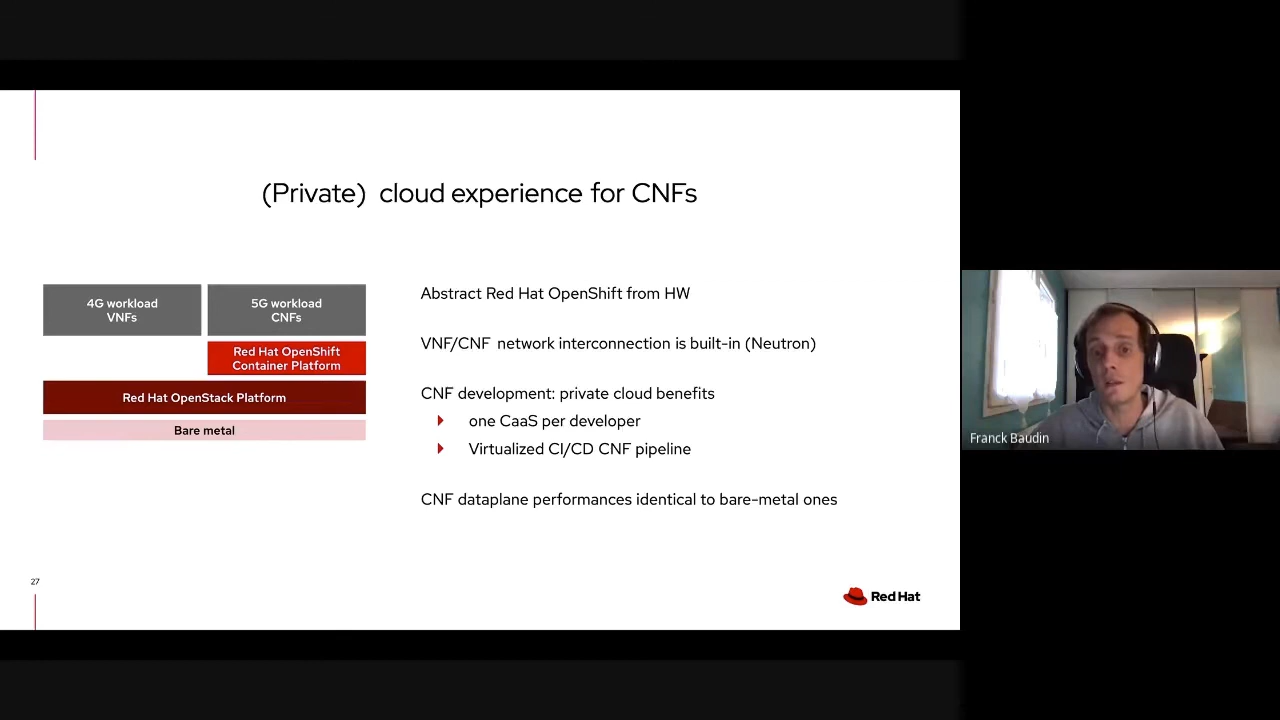 (Private) cloud experience for CNFs
4G workload
VNFs
5G workload
CNFs
Red Hat OpenShift
Container Platform
Red Hat OpenStack Platform
Bare metal
Abstract Red Hat OpenShift from HW
VNF/CNF network interconnection is built-in (Neutron)
CNF development: private cloud benefits
one CaaS per developer
Virtualized CI/CD CNF pipeline
CNF dataplane performances identical to bare-metal ones
27
Red Hat
Franck Baudin